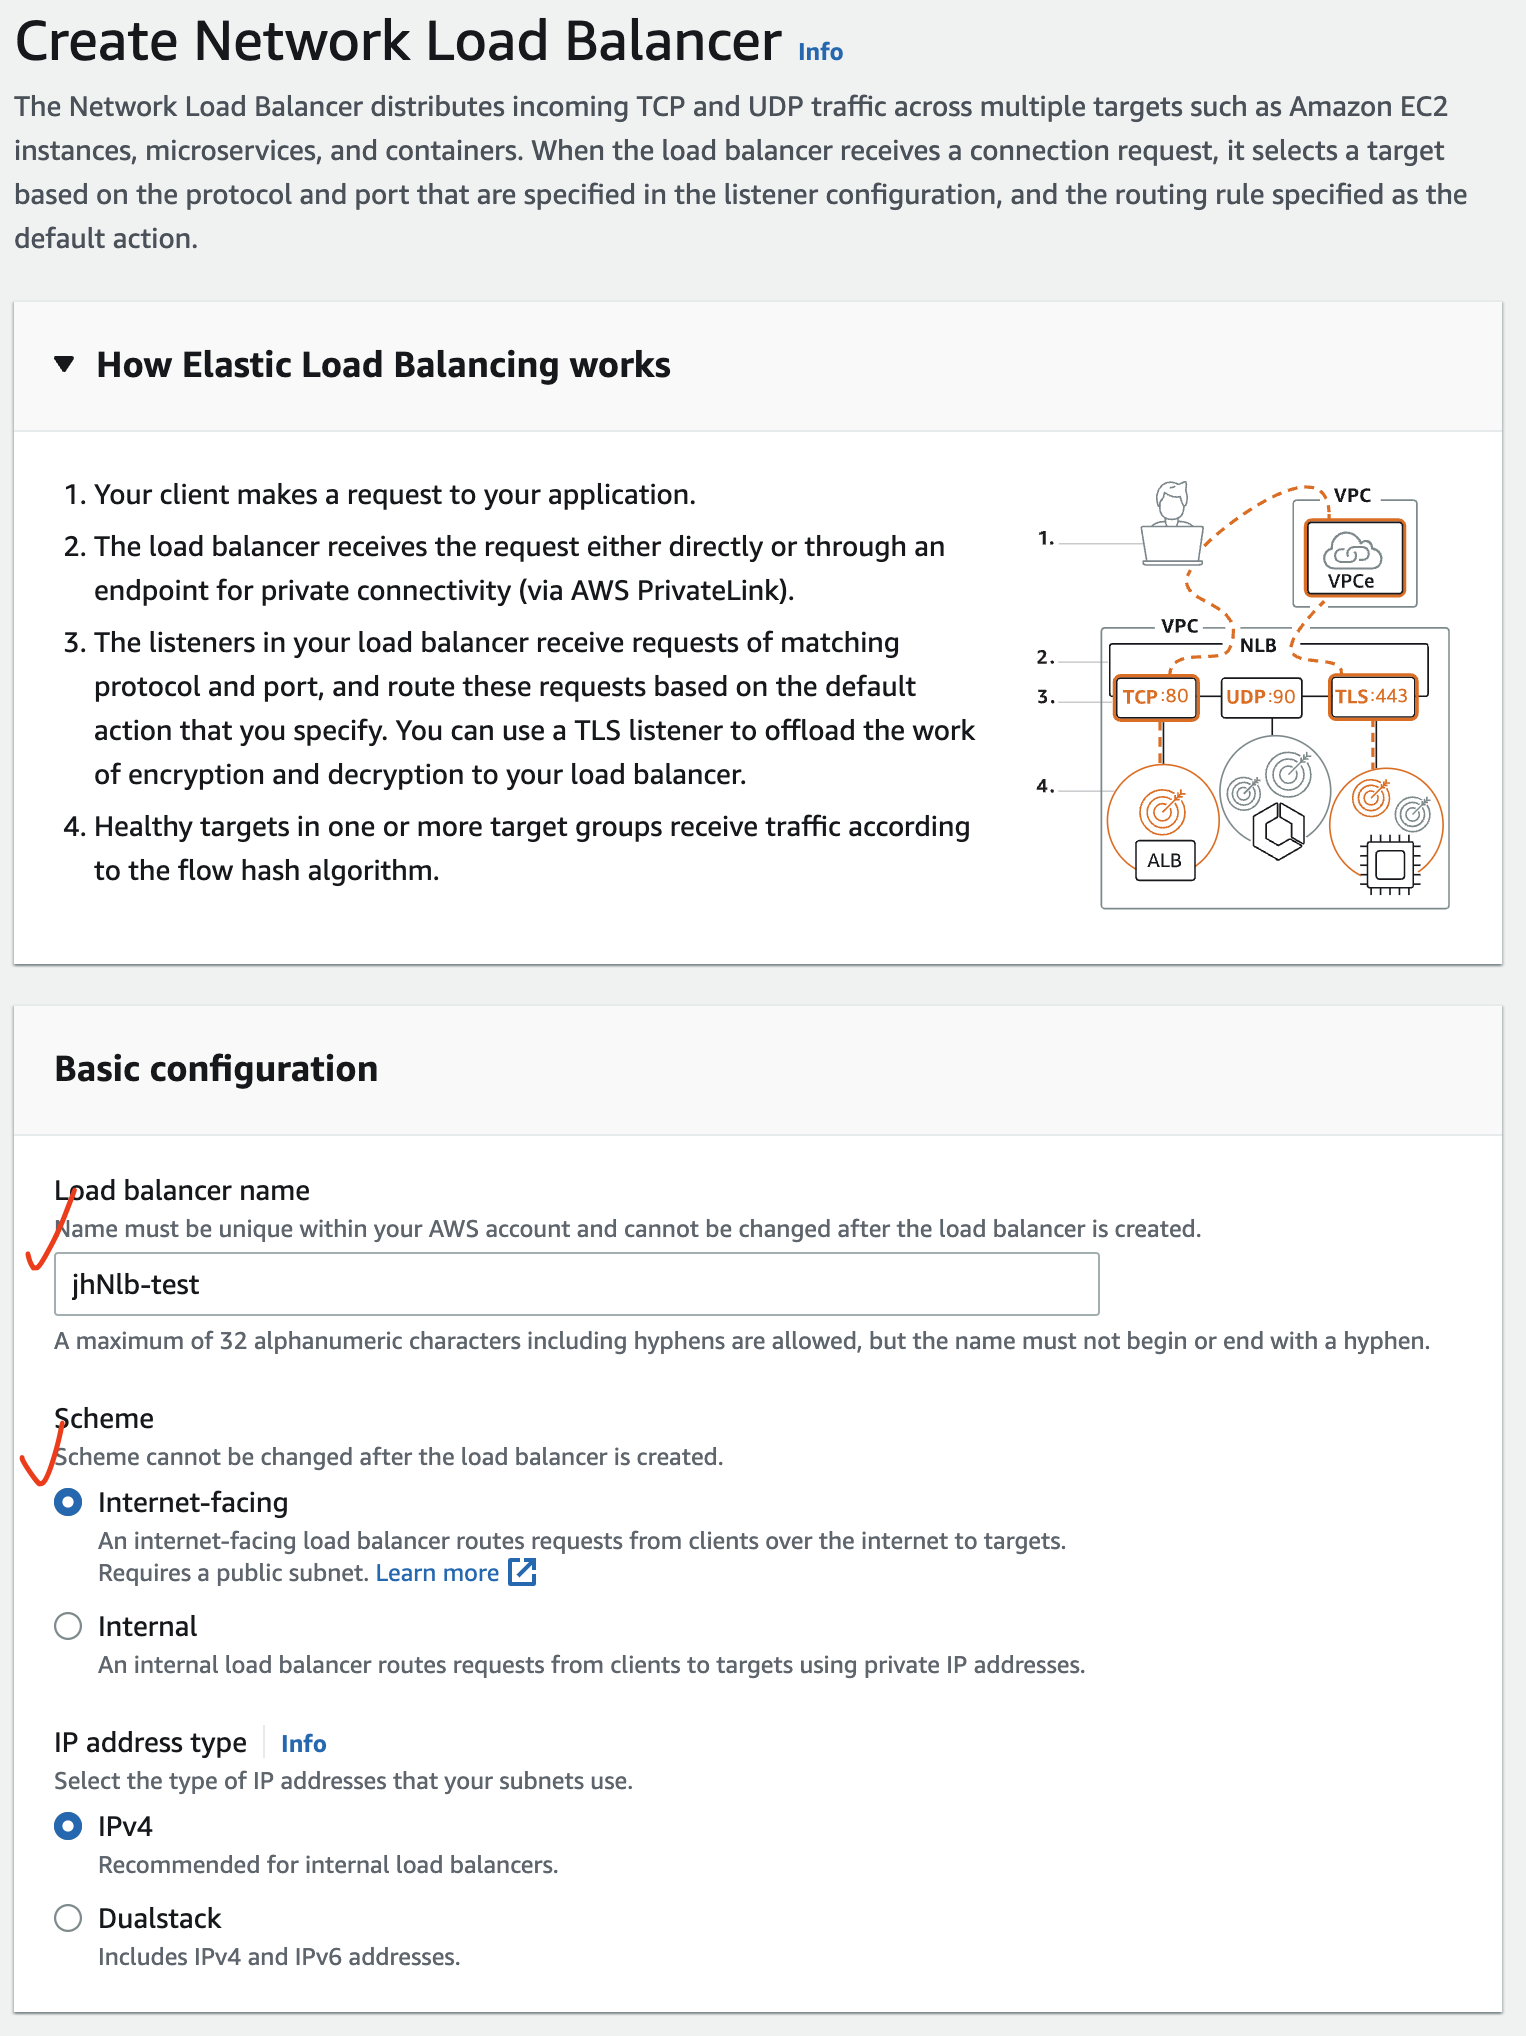 Create Network Load Balancer Info
The Network Load Balancer distributes incoming TCP and UDP traffic across multiple targets such as Amazon EC2
instances, microservices, and containers. When the load balancer receives a connection request, it selects a target
based on the protocol and port that are specified in the listener configuration, and the routing rule specified as the
default action.
How Elastic Load Balancing works
1. Your client makes a request to your application.
2. The load balancer receives the request either directly or through an
endpoint for private connectivity (via AWS PrivateLink).
3. The listeners in your load balancer receive requests of matching
protocol and port, and route these requests based on the default
action that you specify. You can use a TLS listener to offload the work
of encryption and decryption to your load balancer.
4. Healthy targets in one or more target groups receive traffic according
to the flow hash algorithm.
VPC
1.
VPCe
VPC
NLB
2.
3.
TCP:80
UDP:90
TLS:443
4.
ALB
Basic configuration
Load balancer name
Name must be unique within your AWS account and cannot be changed after the load balancer is created.
jhNlb-test
A maximum of 32 alphanumeric characters including hyphens are allowed, but the name must not begin or end with a hyphen.
Scheme
Scheme cannot be changed after the load balancer is created.
Internet-facing
An internet-facing load balancer routes requests from clients over the internet to targets.
Requires a public subnet. Learn more
Internal
An internal load balancer routes requests from clients to targets using private IP addresses.
IP address type Info
Select the type of IP addresses that your subnets use.
IPv4
Recommended for internal load balancers.
Dualstack
Includes IPv4 and IPv6 addresses.